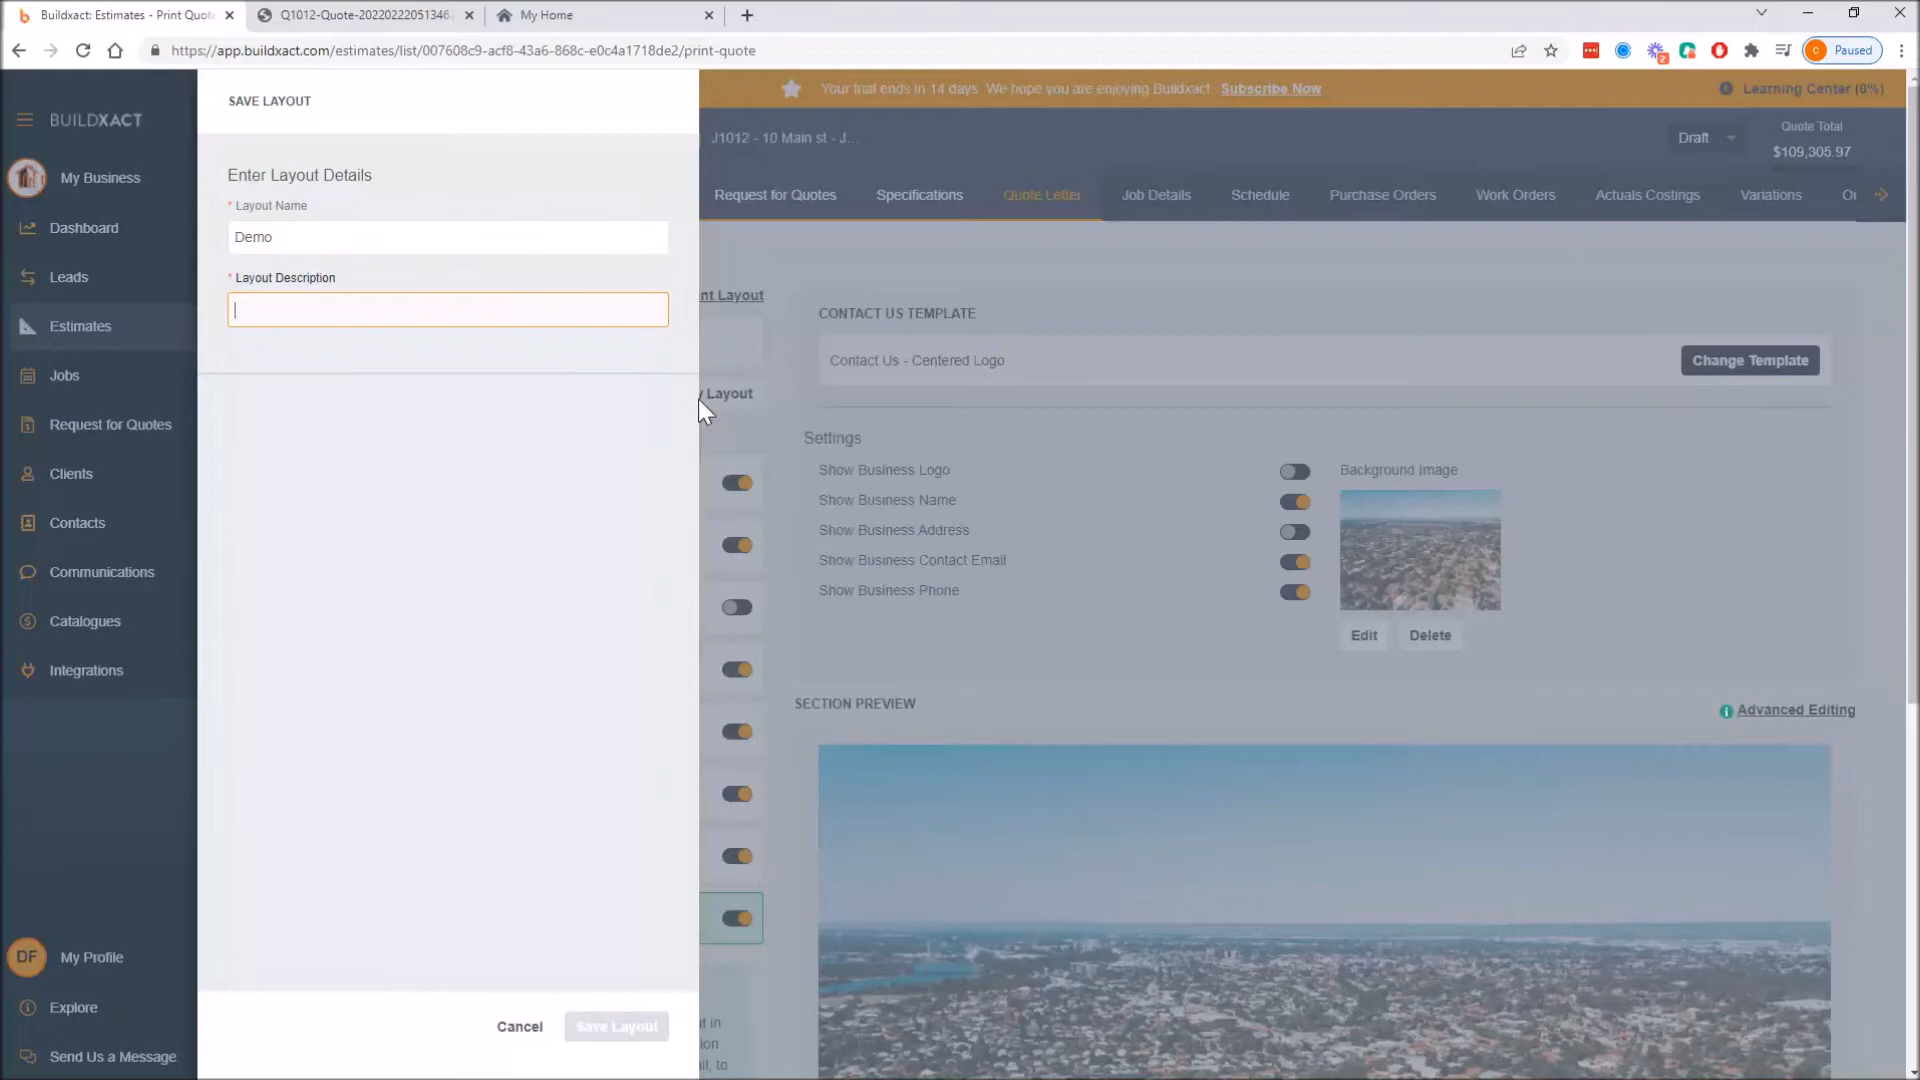 Buildxact: Estimates - Print Quot
Q1012-Quote-20220222051346.
My Home
https://app.buildxact.com/estimates/list/007608c9-acf8-43a6-868c-e0c4a1718de2/print-quote
2
C
Paused
BUILDXACT
My Business
Dashboard
Leads
Estimates
Jobs
Request for Quotes
Clients
Contacts
Communications
Catalogues
Integrations
DF
My Profile
Explore
Send Us a Message
SAVE LAYOUT
Enter Layout Details
* Layout Name
Demo
* Layout Description
Cancel
Save Layout
Your trial ends in 14 days. We hope you are enjoying Buildxact
Subscribe Now
Learning Center (0%)
J1012 - 10 Main st - J...
Draft
Quote Total
$109,305.97
Request for Quotes
Specifications
Quote Letter
Job Details
Schedule
Purchase Orders
Work Orders
Actuals Costings
Variations
nt Layout
Layout
CONTACT US TEMPLATE
Contact Us - Centered Logo
Change Template
Settings
Show Business Logo
Show Business Name
Show Business Address
Show Business Contact Email
Show Business Phone
Background Image
Edit
Delete
SECTION PREVIEW
Advanced Editing
t in
ion
il, to